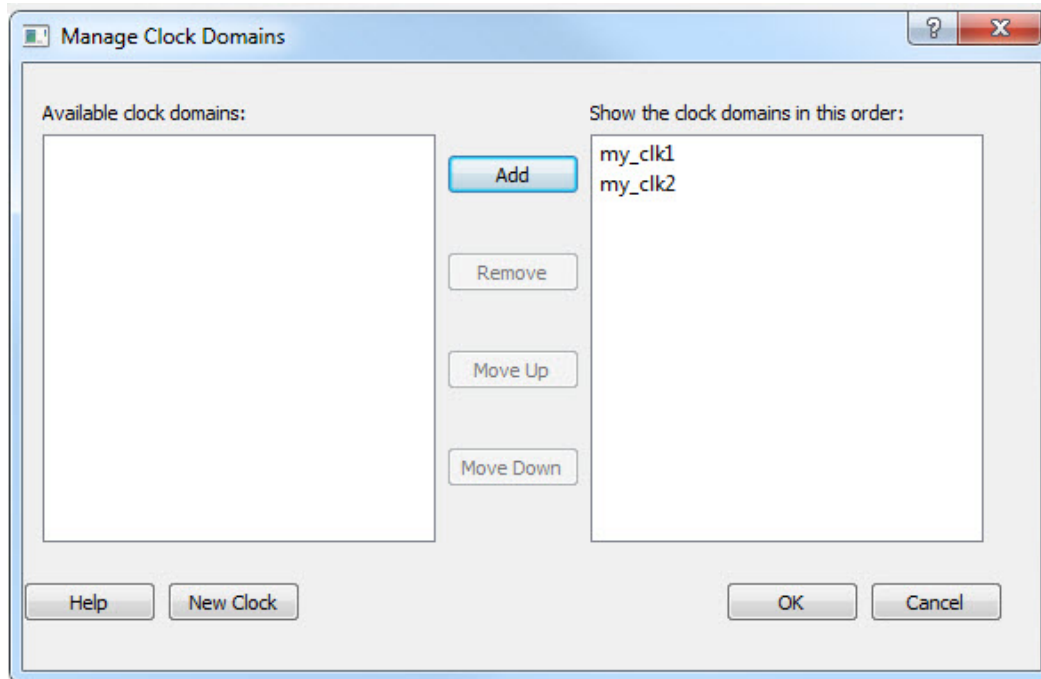 Manage Clock Domains
Available clock domains:
Show the clock domains in this order:
my_clk1
my_clk2
Add
Remove
Move Up
Move Down
Help
New Clock
OK
Cancel